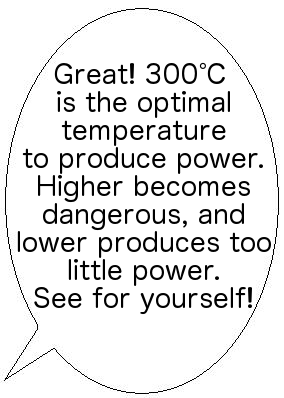 Great! 300°C
is the optimal
temperature
to produce power.
Higher becomes
dangerous, and
lower produces too
little power.
See for yourself!